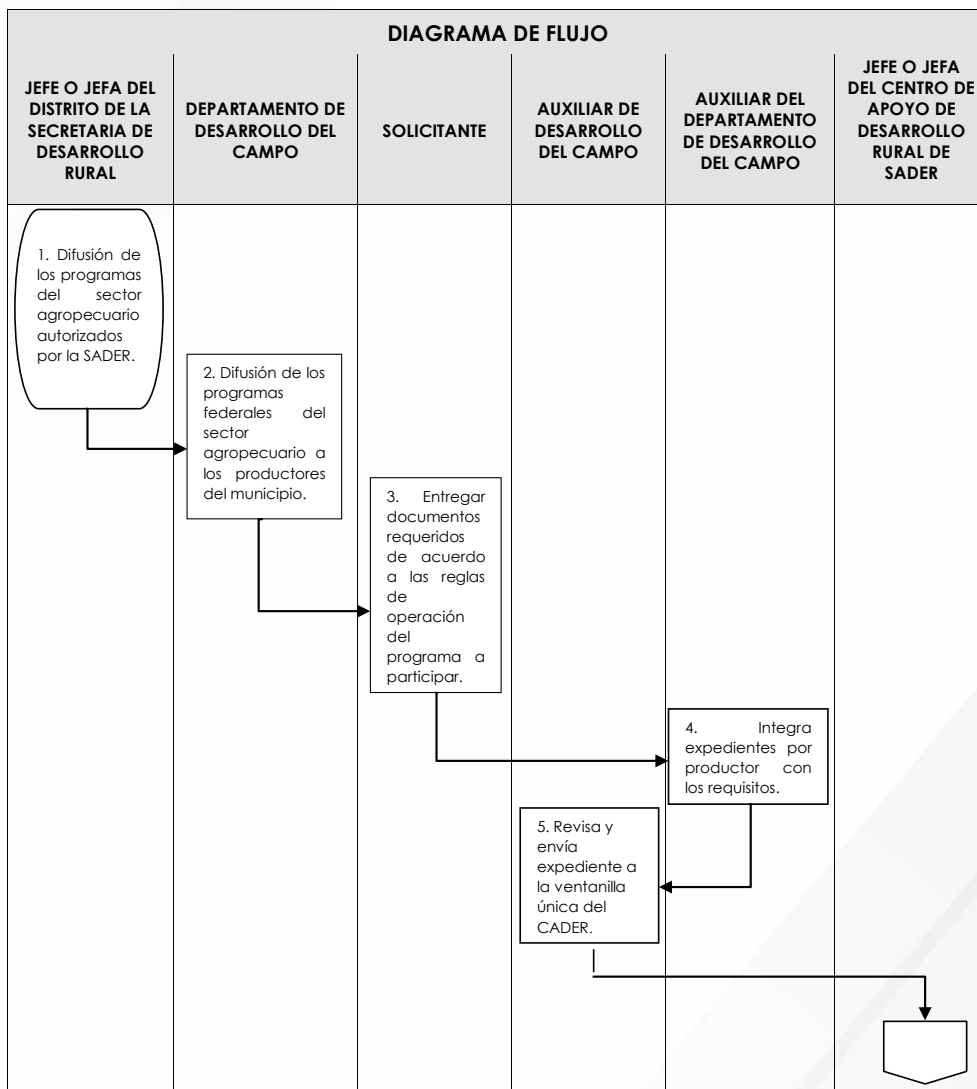 DIAGRAMA DE FLUJO
JEFE O JEFA DEL
DISTRITO DE LA
SECRETARIA DE
DESARROLLO
RURAL
DEPARTAMENTO DE
DESARROLLO DEL
CAMPO
SOLICITANTE
AUXILIAR DE
DESARROLLO
DEL CAMPO
AUXILIAR DEL
DEPARTAMENTO
DE DESARROLLO
DEL CAMPO
JEFE O JEFA
DEL CENTRO DE
APOYO DE
DESARROLLO
RURAL DE
SADER
1. Difusión de
los programas
del sector
agropecuario
autorizados
por la SADER.
2. Difusión de los
programas
federales del
sector
agropecuario a
los productores
del municipio.
3. Entregar
documentos
requeridos
de acuerdo
a las reglas
de
operación
del
programa a
participar.
4. Integra
expedientes por
productor con
los requisitos.
5. Revisa y
envía
expediente a
la ventanilla
única del
CADER.